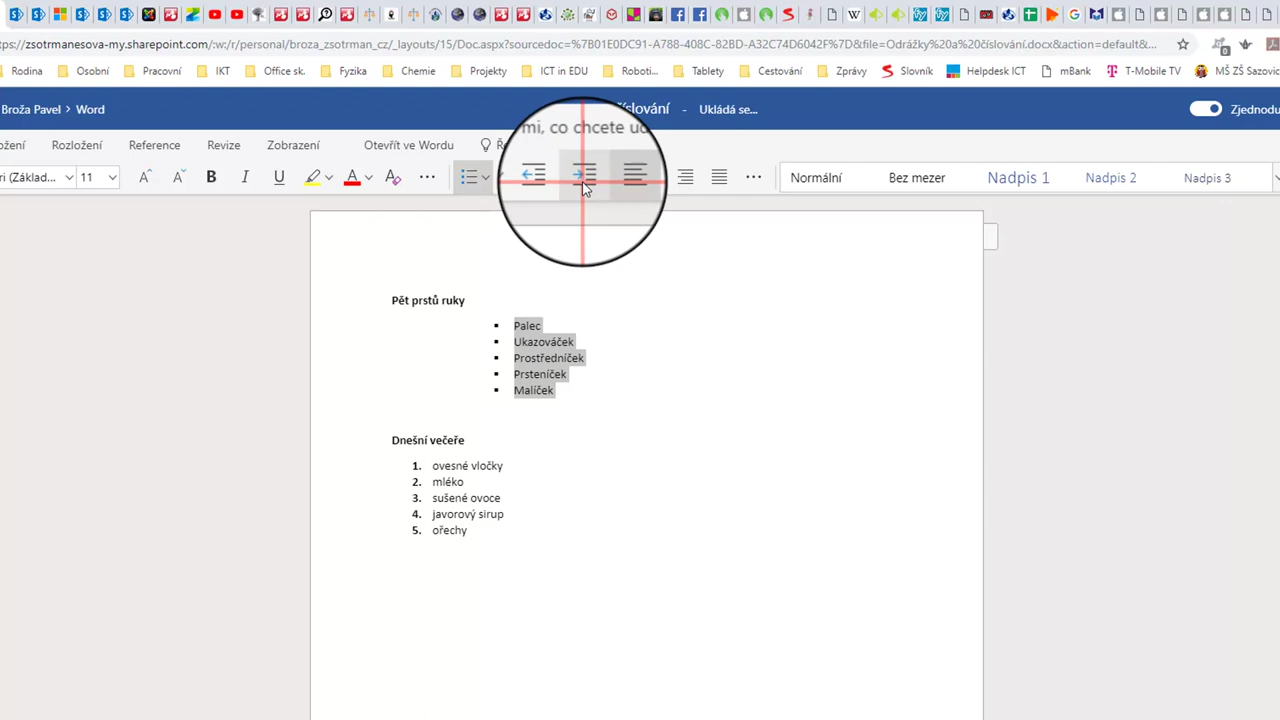 ttps://zsotrmanesova-my.sharepoint.com/:w:/r/personal/broza_zsotrman_cz/_layouts/15/Doc.aspx?sourcedoc=%7B01E0DC91-A788-408C-82BD-A32C74D6042F%7D&file=Odrážky%20a%20číslování.docx&action=default&...
Rodina Osobní Pracovní IKT Office sk. Fyzika Chemie Projekty ICT in EDU Roboti... Tablety Cestování Zprávy Slovník Helpdesk ICT mBank T-Mobile TV MŠ ZŠ Sazovi
Broža Pavel > Word číslování - Ukládá se... Zjednodu
mi, co chcete ud
ožení Rozložení Reference Revize Zobrazení Otevřít ve Wordu
ri (Základ... 11 B I U A A ... Normální Bez mezer Nadpis 1 Nadpis 2 Nadpis 3
Pět prstů ruky
▪ Palec
▪ Ukazováček
▪ Prostředníček
▪ Prsteníček
▪ Malíček
Dnešní večeře
1. ovesné vločky
2. mléko
3. sušené ovoce
4. javorový sirup
5. ořechy